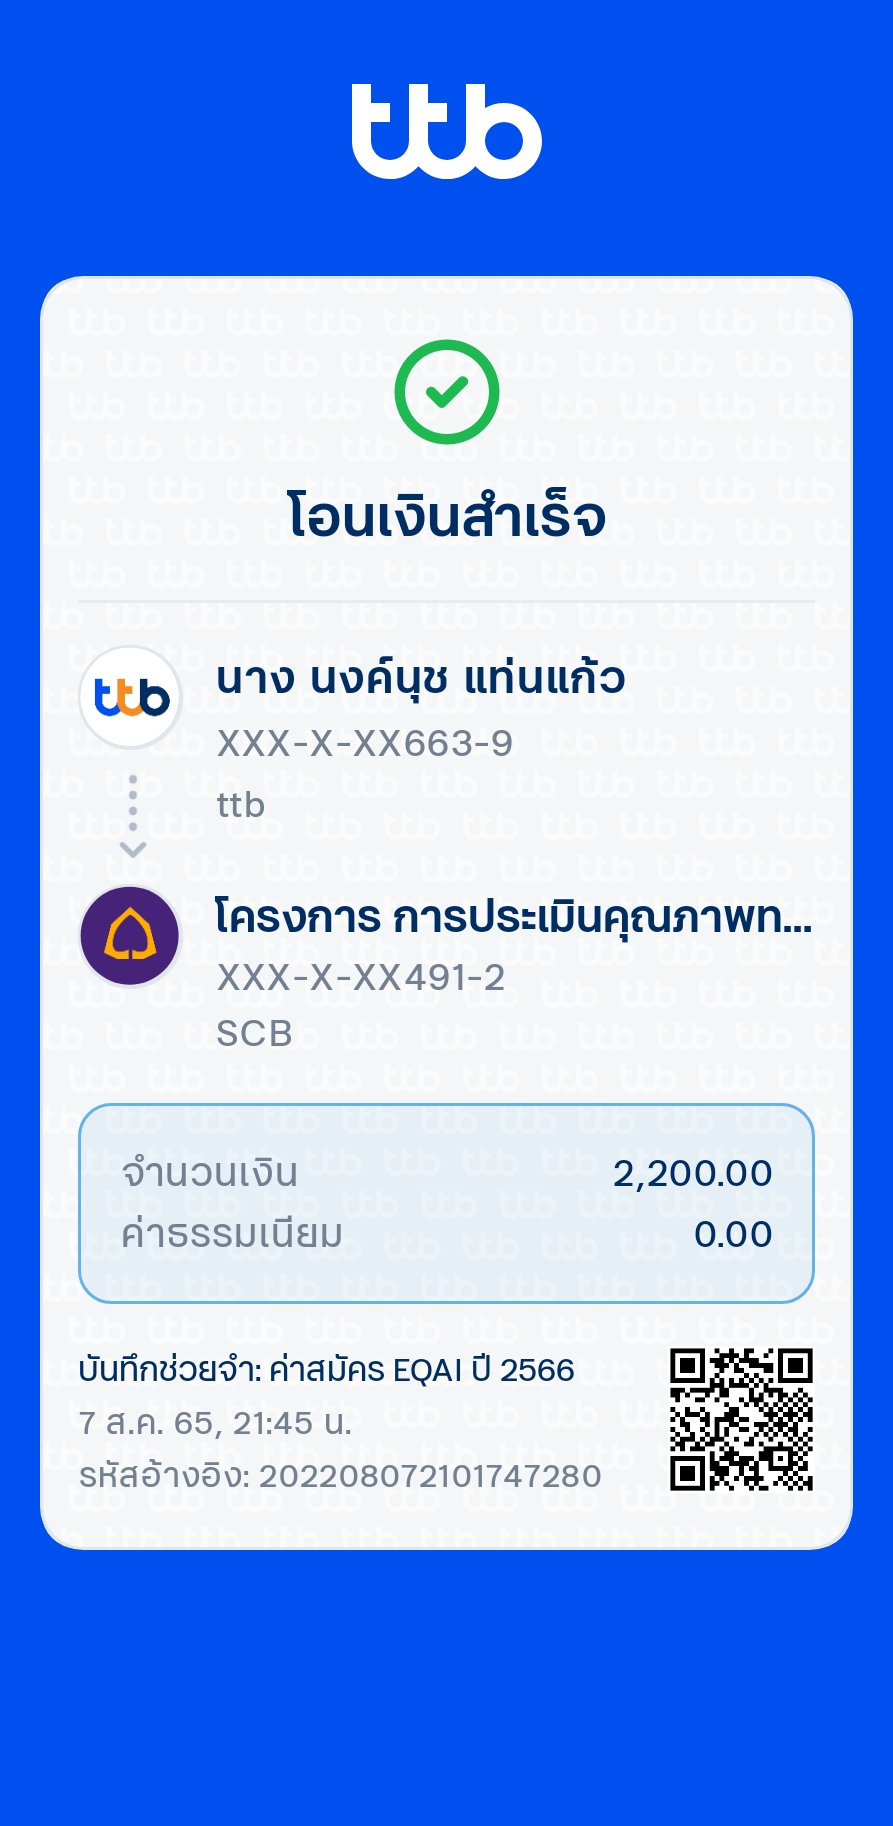 ttb
โอนเงินสำเร็จ
ttb
นาง นงค์นุช แท่นแก้ว
XXX-X-XX663-9
ttb
โครงการ การประเมินคุณภาพท...
XXX-X-XX491-2
SCB
จำนวนเงิน 2,200.00
ค่าธรรมเนียม 0.00
บันทึกช่วยจำ: ค่าสมัคร EQAI ปี 2566
7 ส.ค. 65, 21:45 น.
รหัสอ้างอิง: 202208072101747280